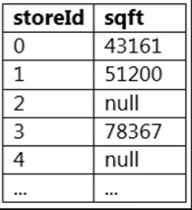 storeId sqft
0 43161
1 51200
2 null
3 78367
4 null
... ...